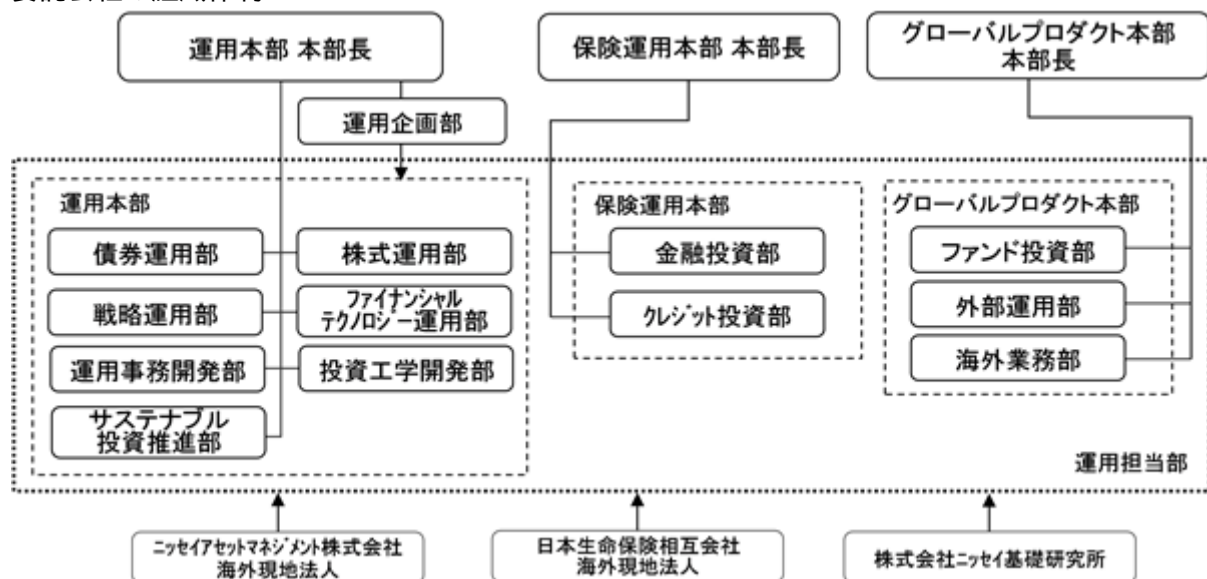 運用本部 本部長
保険運用本部 本部長
グローバルプロダクト本部
本部長
運用企画部
運用本部
債券運用部
株式運用部
戦略運用部
ファイナンシャル
テクノロジー運用部
運用事務開発部
投資工学開発部
サステナブル
投資推進部
保険運用本部
金融投資部
クレジット投資部
グローバルプロダクト本部
ファンド投資部
外部運用部
海外業務部
運用担当部
ニッセイアセットマネジメント株式会社
海外現地法人
日本生命保険相互会社
海外現地法人
株式会社ニッセイ基礎研究所